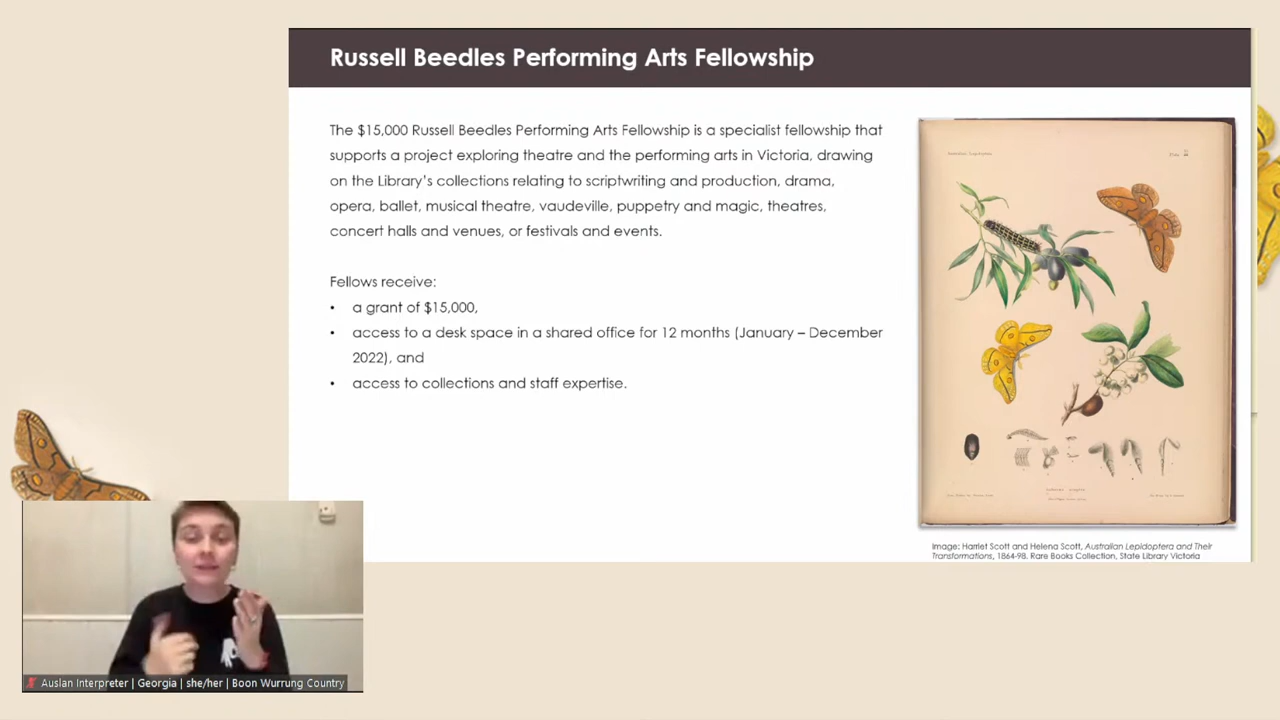 Russell Beedles Performing Arts Fellowship
The $15,000 Russell Beedles Performing Arts Fellowship is a specialist fellowship that
supports a project exploring theatre and the performing arts in Victoria, drawing
on the Library’s collections relating to scriptwriting and production, drama,
opera, ballet, musical theatre, vaudeville, puppetry and magic, theatres,
concert halls and venues, or festivals and events.
Fellows receive:
• a grant of $15,000,
• access to a desk space in a shared office for 12 months (January – December
2022), and
• access to collections and staff expertise.
Image: Harriet Scott and Helena Scott, Australian Lepidoptera and Their
Transformations, 1864-98. Rare Books Collection, State Library Victoria
Auslan Interpreter | Georgia | she/her | Boon Wurrung Country